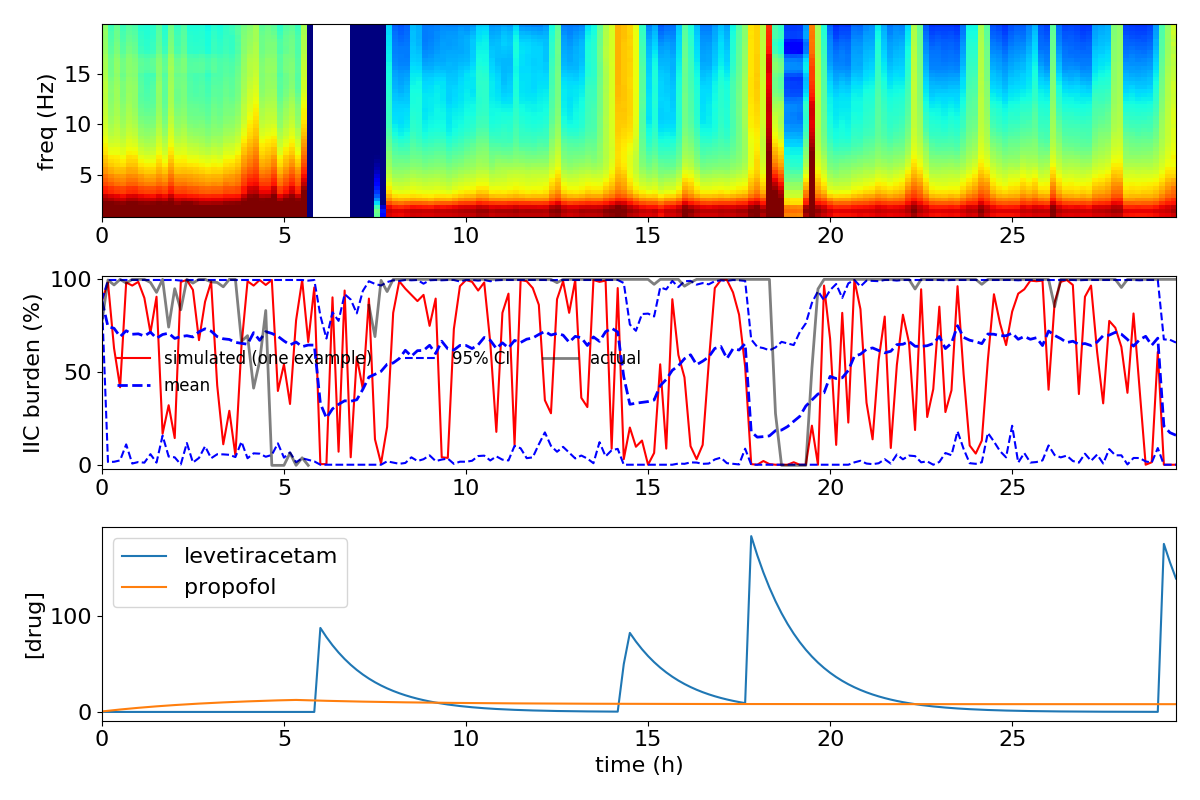 freq (Hz)
15
10
5
0 5 10 15 20 25
IIC burden (%)
100
50
0
simulated (one example)
mean
95% CI
actual
0 5 10 15 20 25
[drug]
100
0
levetiracetam
propofol
0 5 10 15 20 25
time (h)